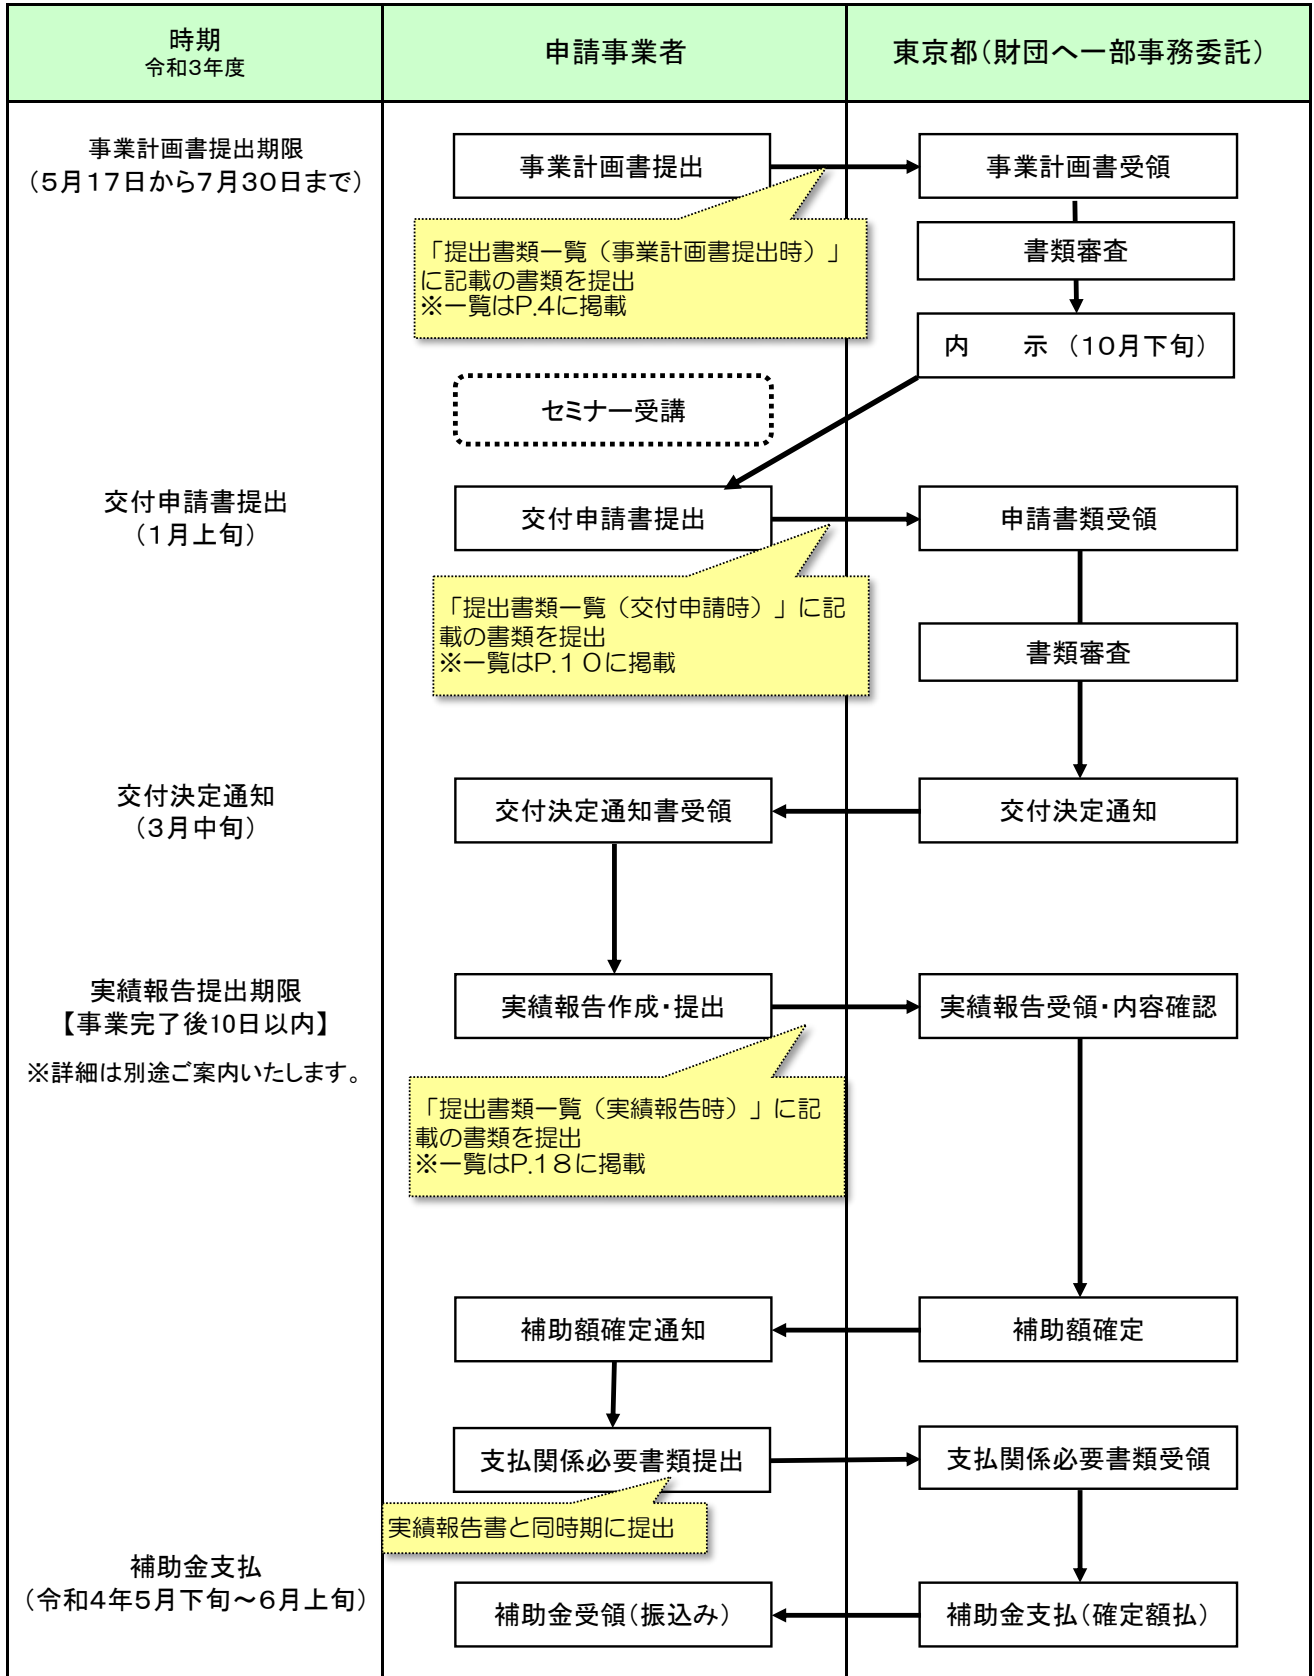 時期
令和3年度
申請事業者
東京都（財団へ一部事務委託）
事業計画書提出期限
（5月17日から7月30日まで）
事業計画書提出
事業計画書受領
「提出書類一覧（事業計画書提出時）」
に記載の書類を提出
※一覧はP.4に掲載
書類審査
内　　示（10月下旬）
セミナー受講
交付申請書提出
（1月上旬）
交付申請書提出
申請書類受領
「提出書類一覧（交付申請時）」に記
載の書類を提出
※一覧はP.10に掲載
書類審査
交付決定通知
（3月中旬）
交付決定通知書受領
交付決定通知
実績報告提出期限
【事業完了後10日以内】
※詳細は別途ご案内いたします。
実績報告作成・提出
実績報告受領・内容確認
「提出書類一覧（実績報告時）」に記
載の書類を提出
※一覧はP.18に掲載
補助額確定通知
補助額確定
支払関係必要書類提出
支払関係必要書類受領
実績報告書と同時期に提出
補助金支払
（令和4年5月下旬～6月上旬）
補助金受領（振込み）
補助金支払（確定額払）